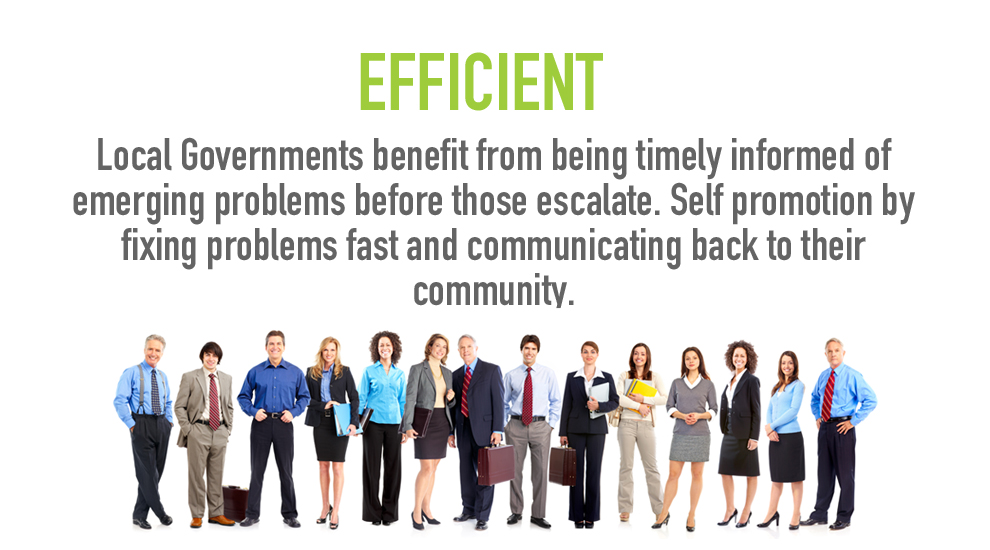 EFFICIENT
Local Governments benefit from being timely informed of
emerging problems before those escalate. Self promotion by
fixing problems fast and communicating back to their
community.